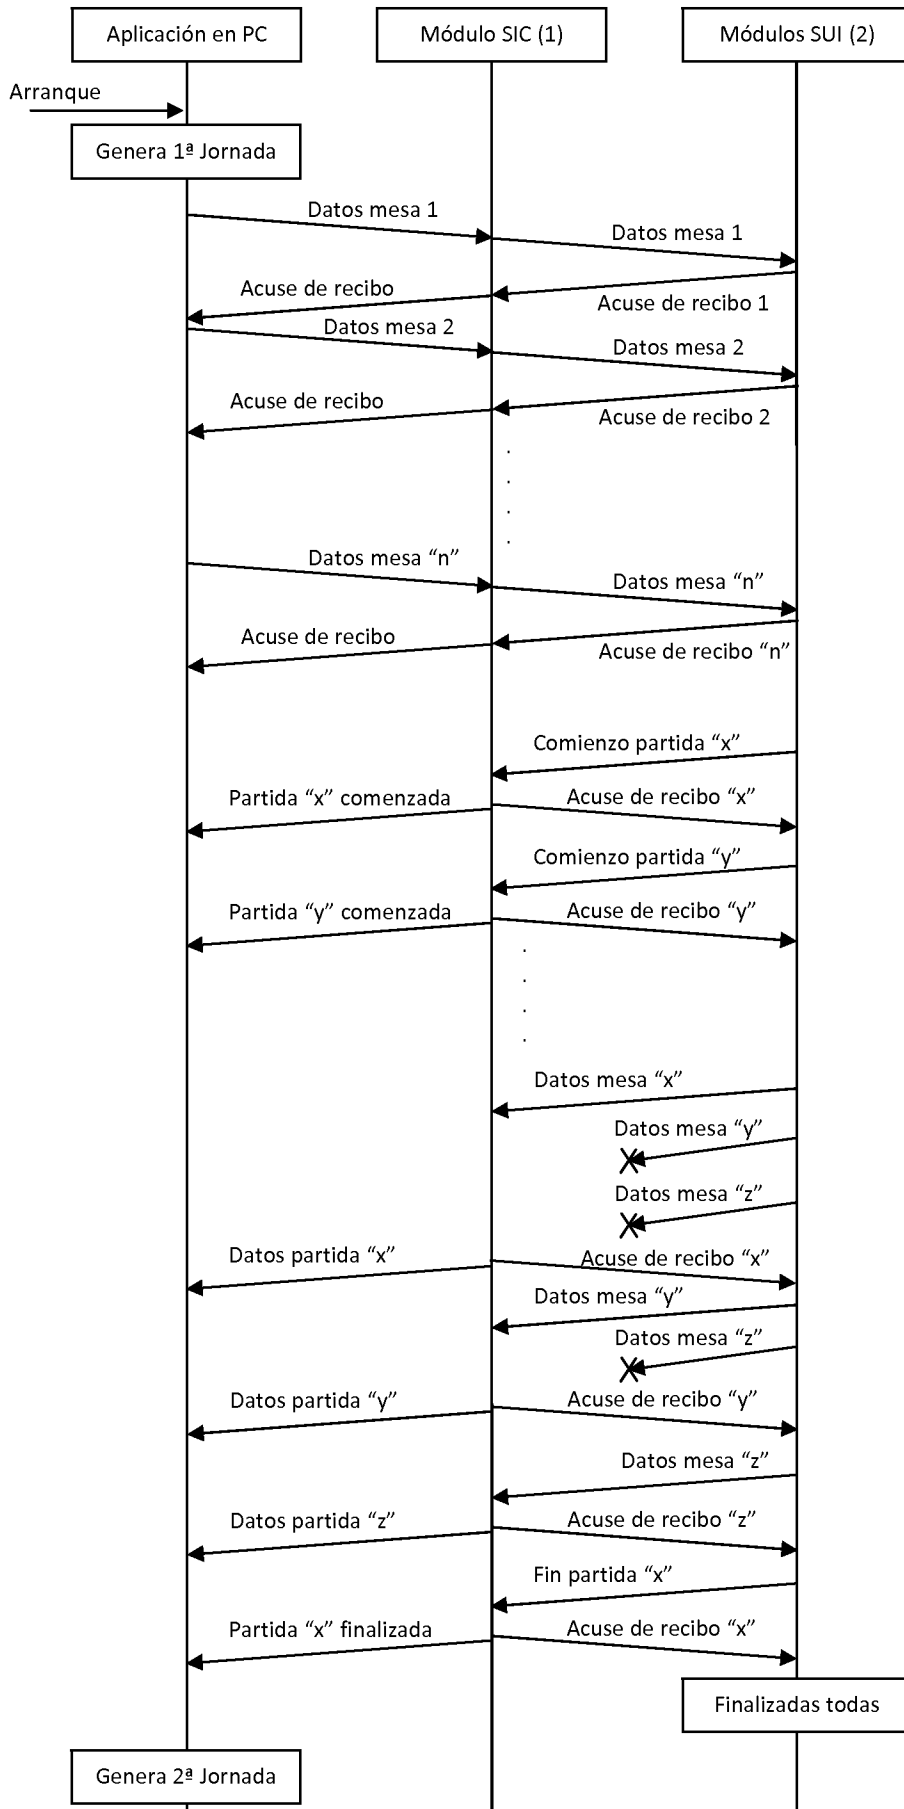 Aplicación en PC
Módulo SIC (1)
Módulos SUI (2)
Arranque
Genera 1ª Jornada
Datos mesa 1
Datos mesa 1
Acuse de recibo
Acuse de recibo 1
Datos mesa 2
Datos mesa 2
Acuse de recibo
Acuse de recibo 2
Datos mesa “n”
Datos mesa “n”
Acuse de recibo
Acuse de recibo “n”
Comienzo partida “x”
Partida “x” comenzada
Acuse de recibo “x”
Comienzo partida “y”
Partida “y” comenzada
Acuse de recibo “y”
Datos mesa “x”
Datos mesa “y”
Datos mesa “z”
Datos partida “x”
Acuse de recibo “x”
Datos mesa “y”
Datos mesa “z”
Datos partida “y”
Acuse de recibo “y”
Datos mesa “z”
Datos partida “z”
Acuse de recibo “z”
Fin partida “x”
Partida “x” finalizada
Acuse de recibo “x”
Finalizadas todas
Genera 2ª Jornada